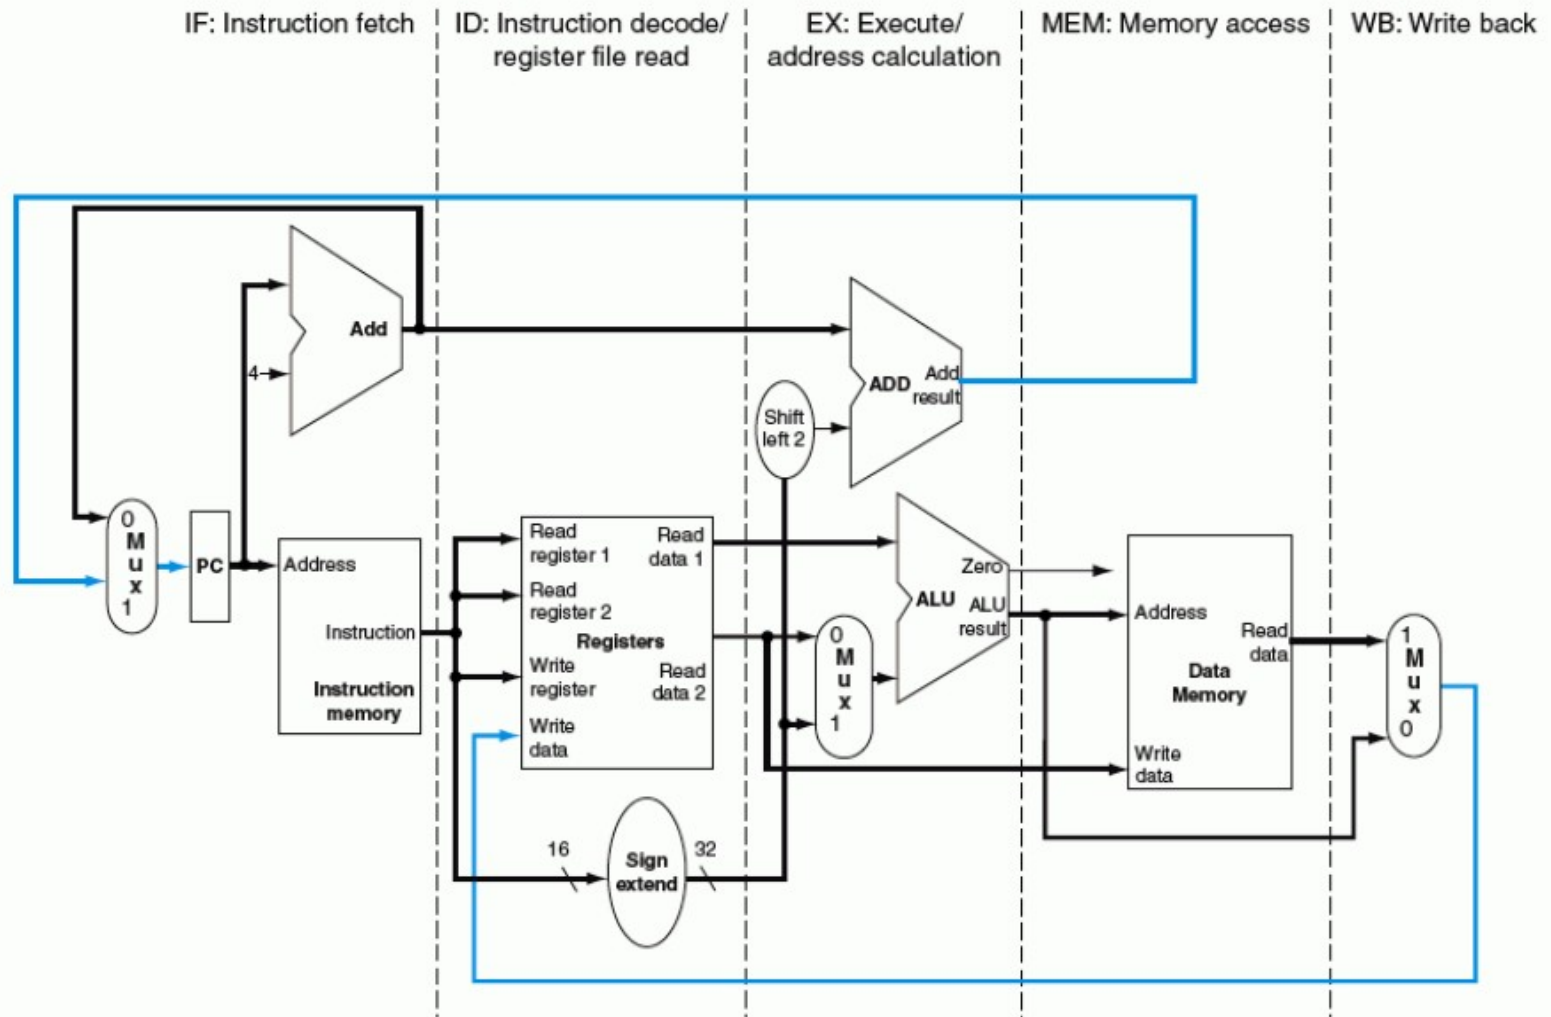 IF: Instruction fetch
ID: Instruction decode/
register file read
EX: Execute/
address calculation
MEM: Memory access
WB: Write back
Add
4
ADD
Add
result
Shift
left 2
0
M
u
x
1
PC
Address
Instruction
Instruction
memory
Read
register 1
Read
register 2
Write
register
Write
data
Registers
Read
data 1
Read
data 2
16
Sign
extend
32
0
M
u
x
1
Zero
ALU
ALU
result
Address
Read
data
Data
Memory
Write
data
1
M
u
x
0